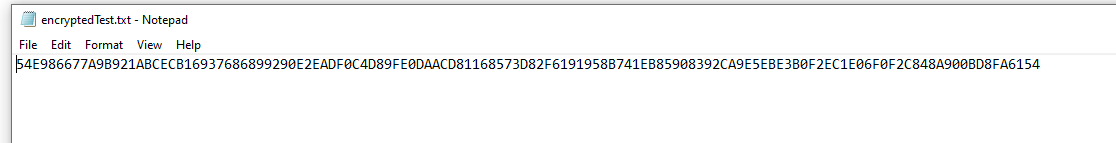 encryptedTest.txt - Notepad
File Edit Format View Help
54E986677A9B921ABCECB16937686899290E2EADF0C4D89FE0DAACD81168573D82F6191958B741EB85908392CA9E5EBE3B0F2EC1E06F0F2C848A900BD8FA6154